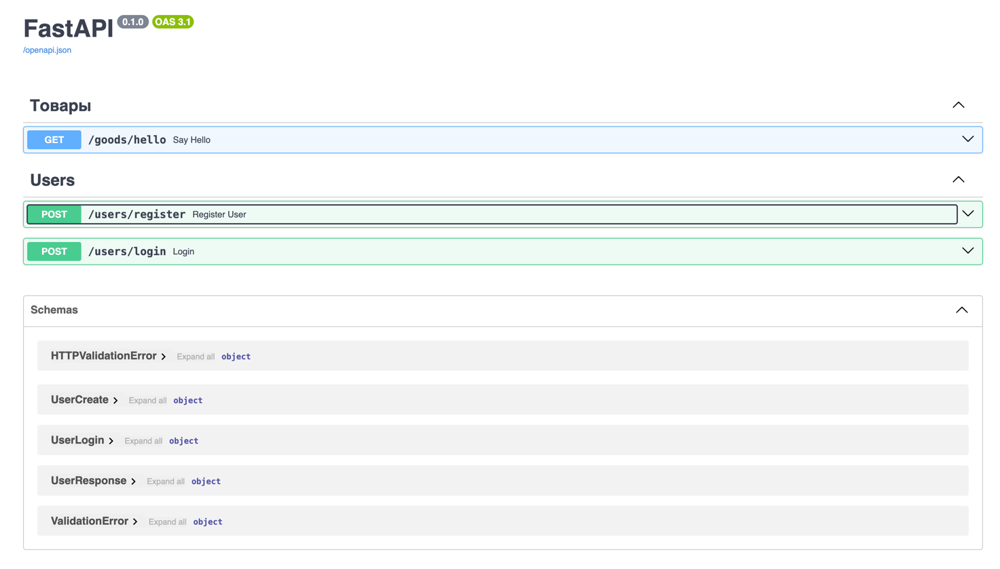 FastAPI 0.1.0 OAS 3.1
/openapi.json
Товары
GET /goods/hello Say Hello
Users
POST /users/register Register User
POST /users/login Login
Schemas
HTTPValidationError Expand all object
UserCreate Expand all object
UserLogin Expand all object
UserResponse Expand all object
ValidationError Expand all object